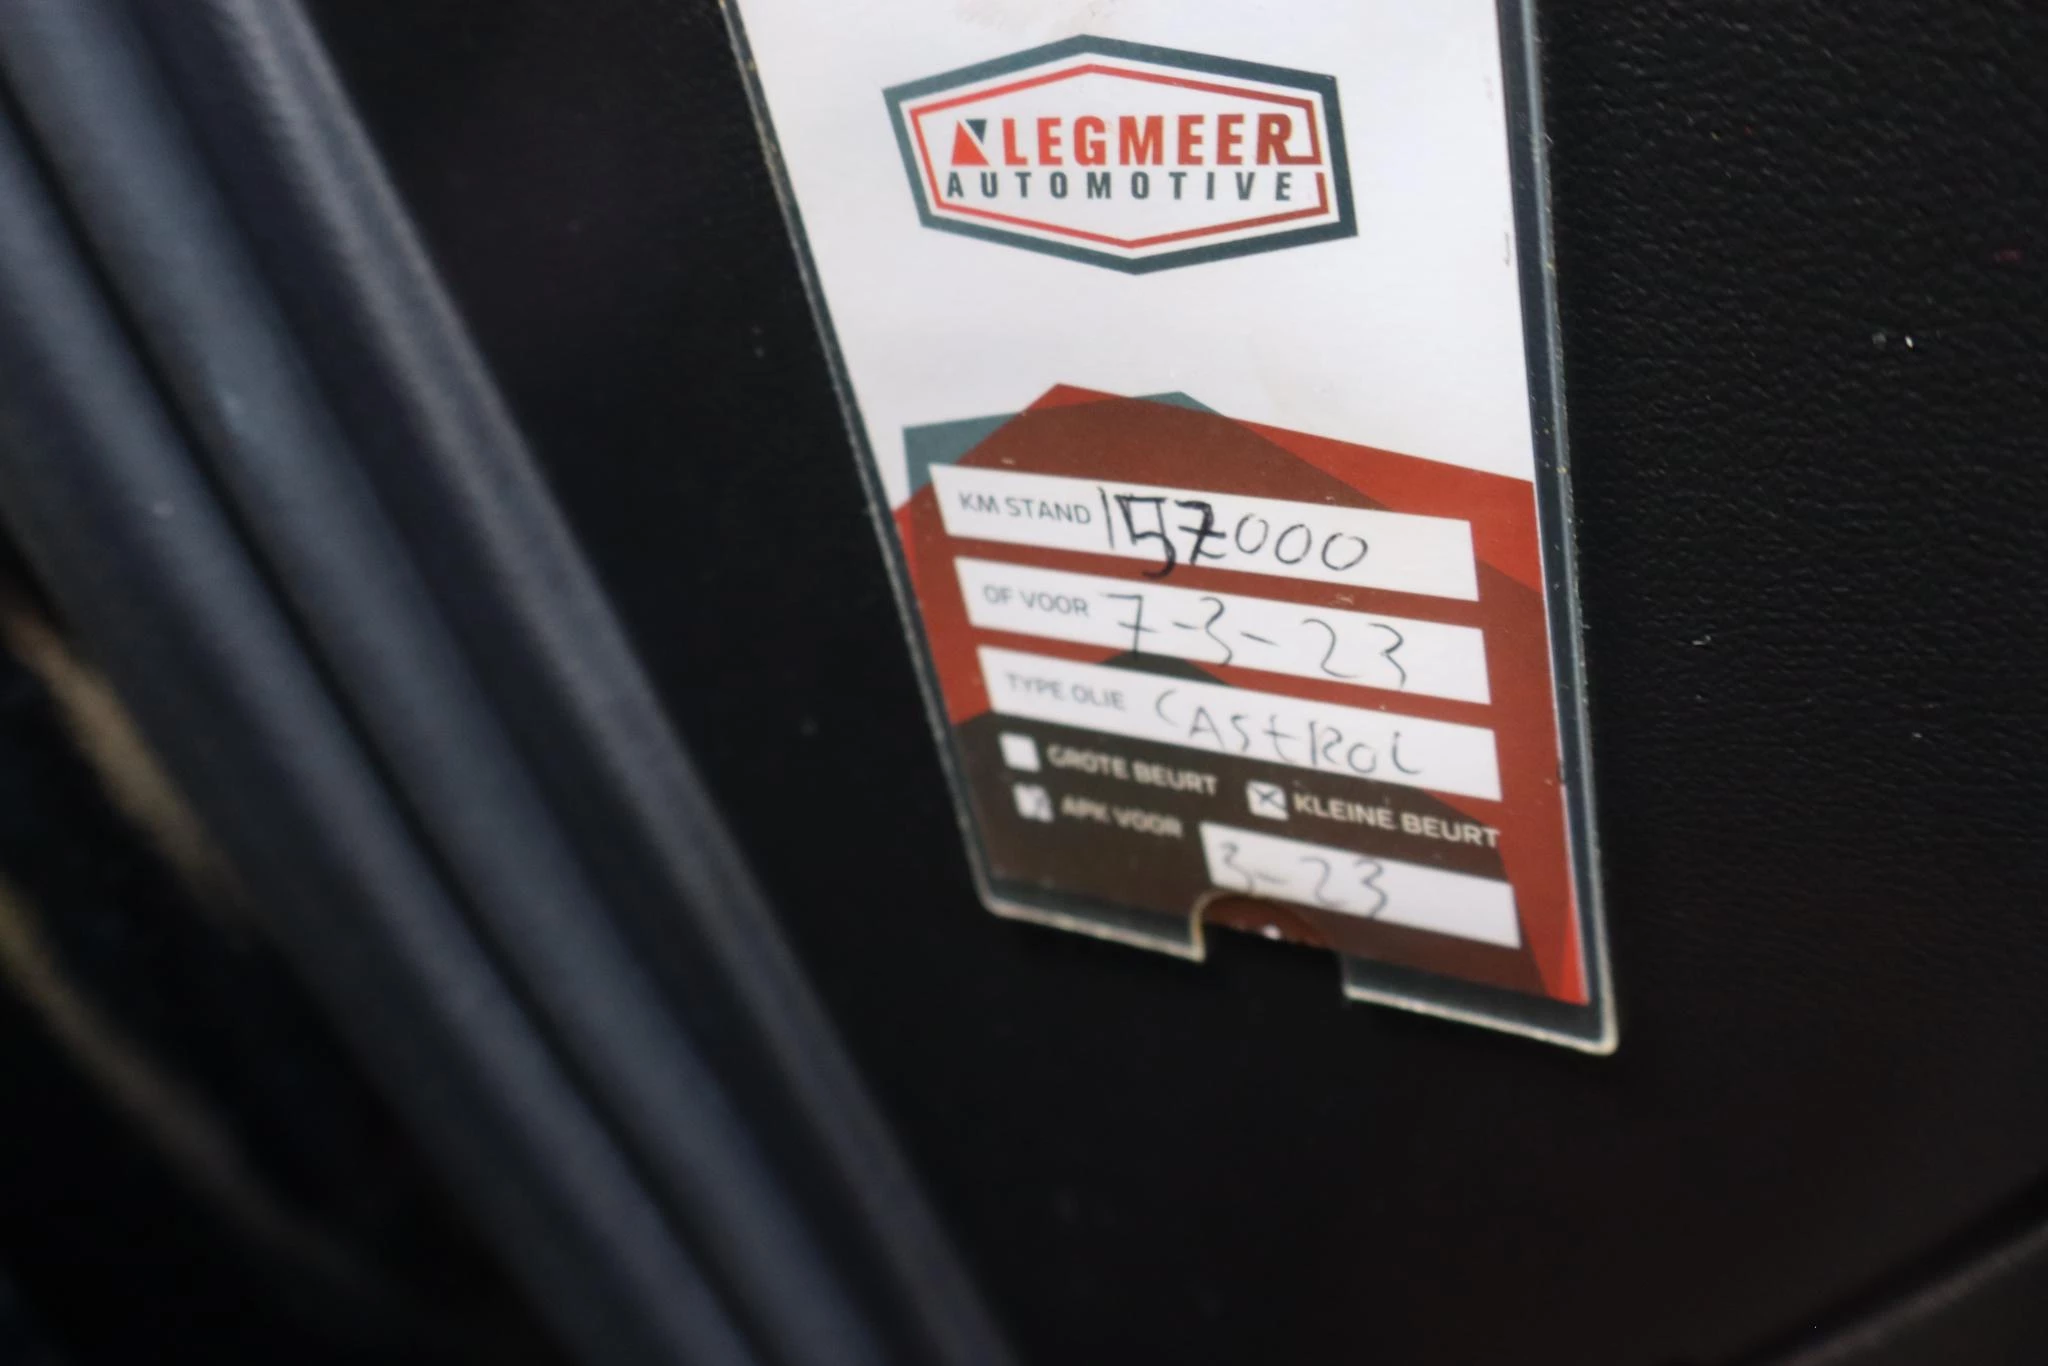 LEGMEER
AUTOMOTIVE
KM STAND 157000
OF VOOR 7-3-23
TYPE OLIE CAStRoL
GROTE BEURT
KLEINE BEURT
APK VOOR 3-23